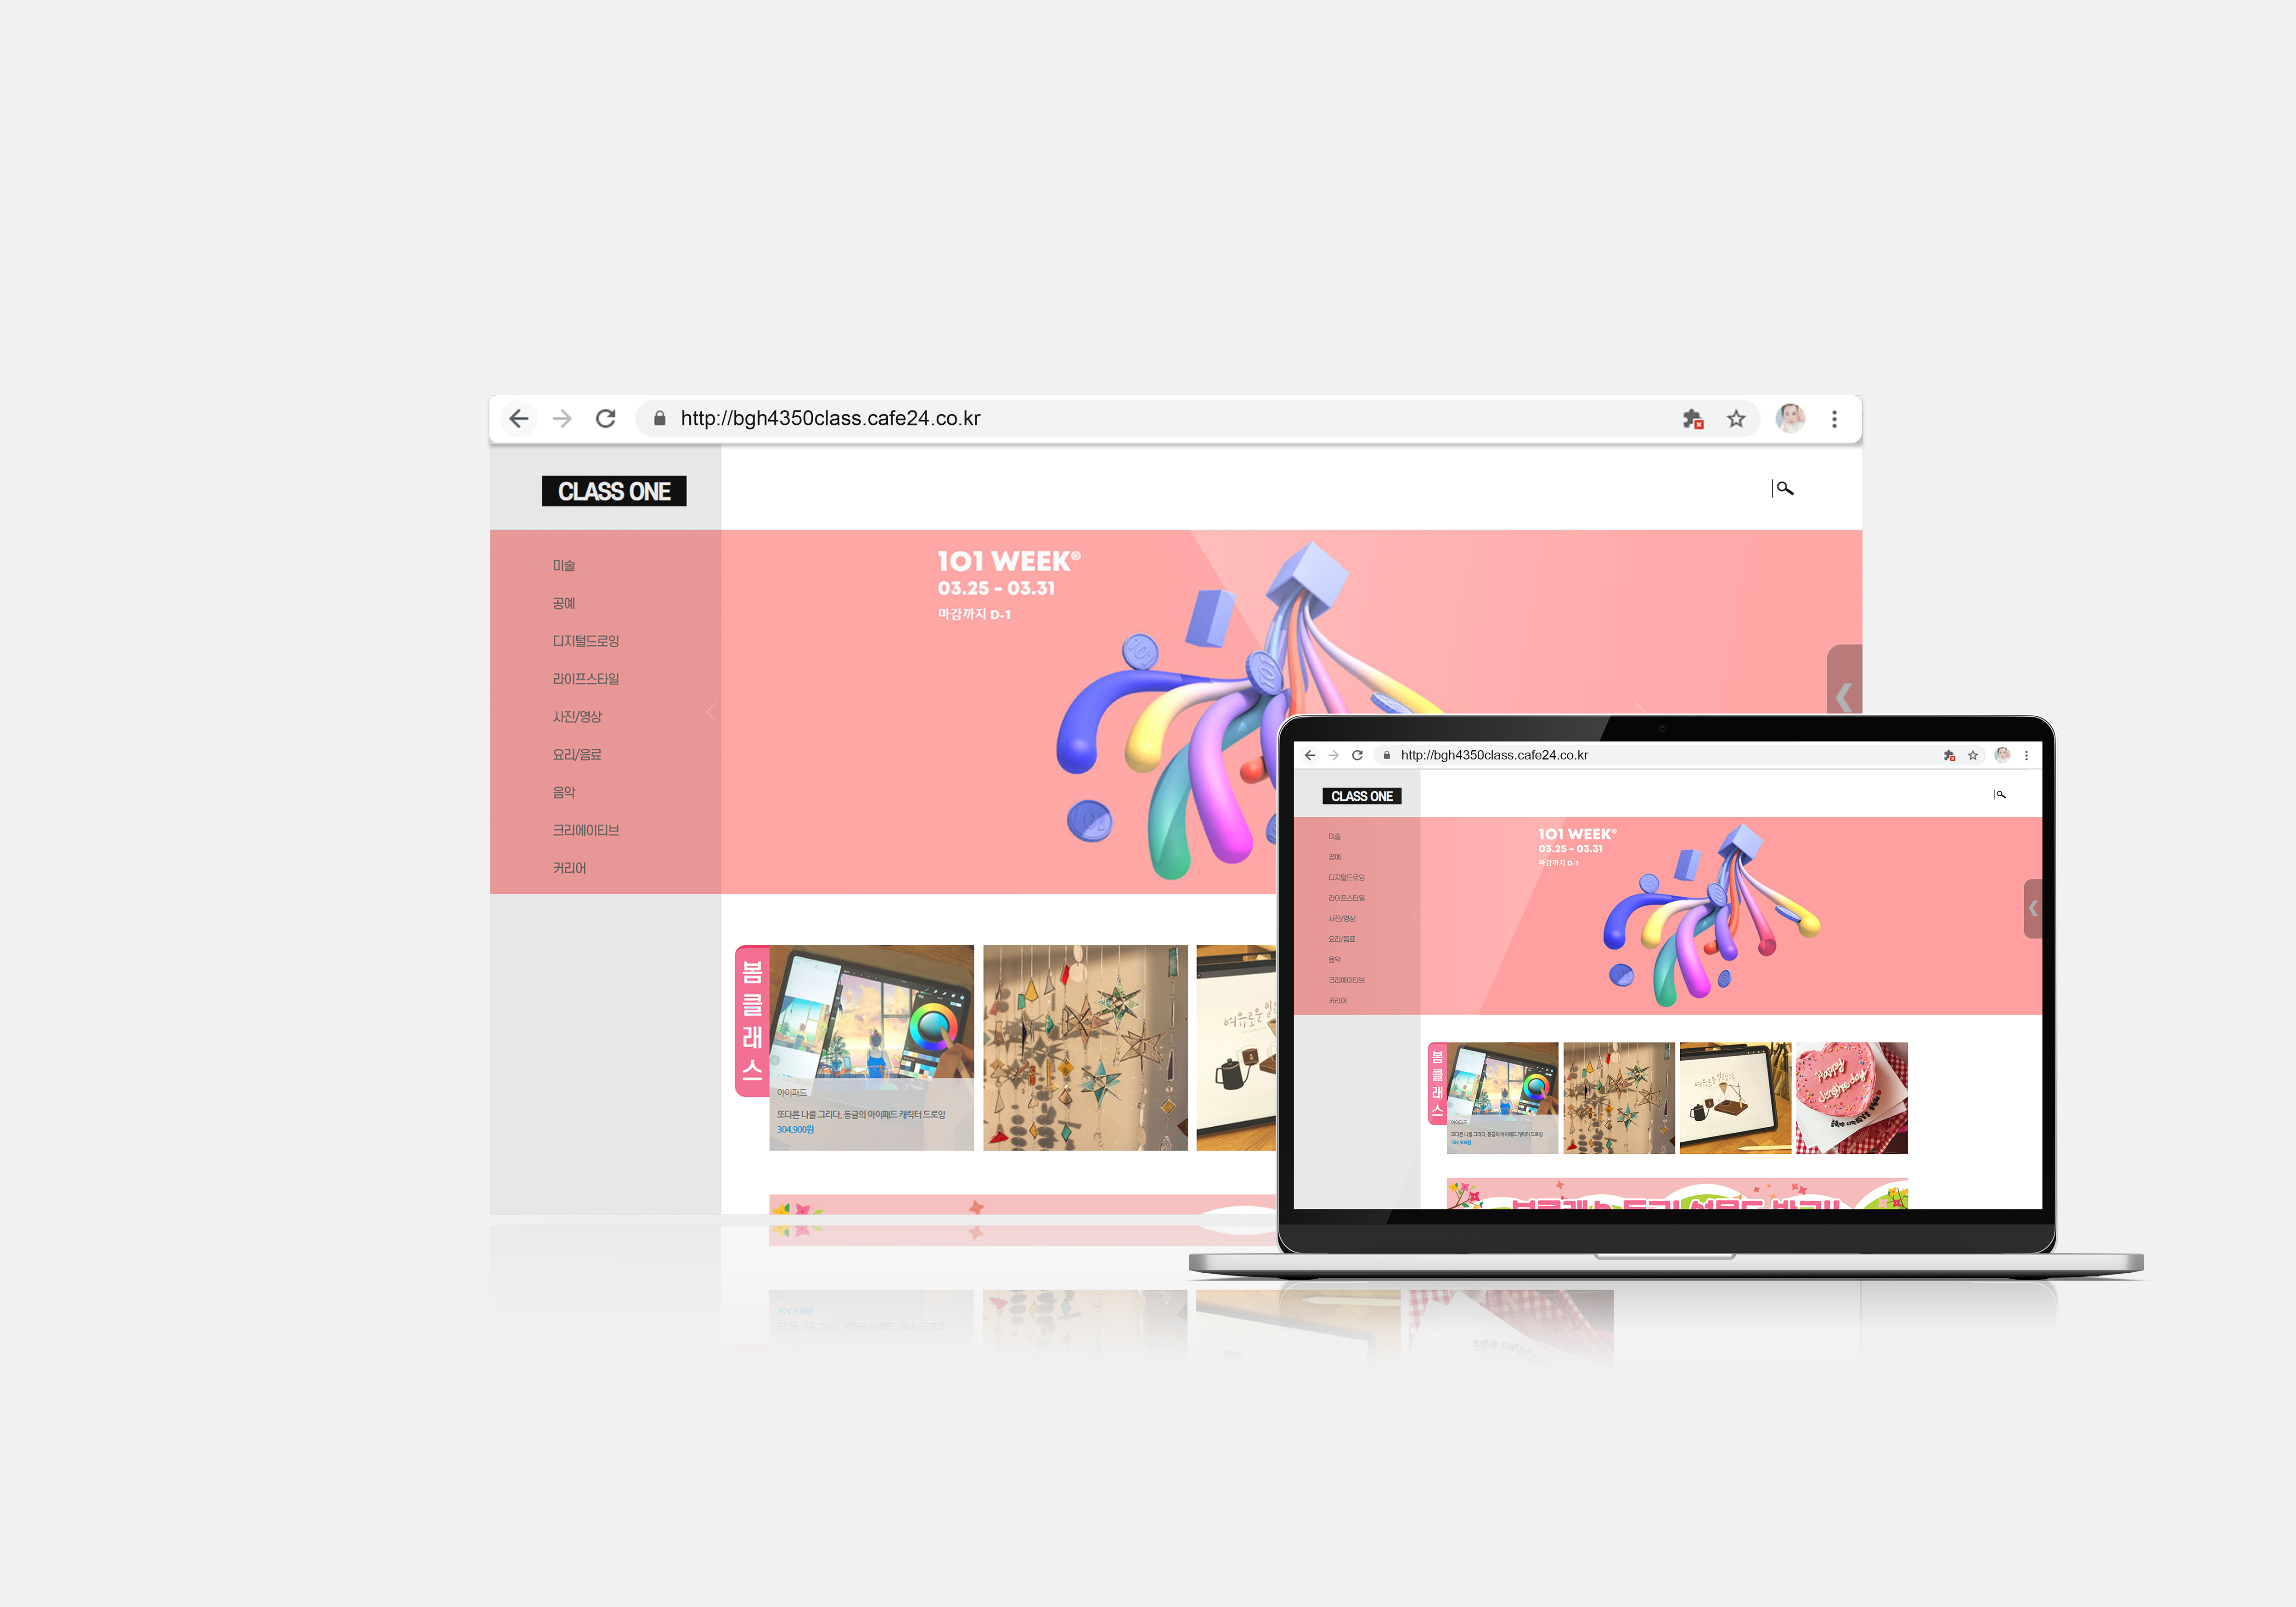 http://bgh4350class.cafe24.co.kr
CLASS ONE
미술
공예
디지털드로잉
라이프스타일
사진/영상
요리/음료
음악
크리에이티브
커리어
101 WEEK®
03.25 - 03.31
마감까지 D-1
봄클래스
아이패드
또다른 나를 그리다, 동글의 아이패드 캐릭터 드로잉
304,900원
http://bgh4350class.cafe24.co.kr
CLASS ONE
미술
공예
디지털드로잉
라이프스타일
사진/영상
요리/음료
음악
크리에이티브
커리어
101 WEEK®
03.25 - 03.31
마감까지 D-1
봄클래스
아이패드
또다른 나를 그리다, 동글의 아이패드 캐릭터 드로잉
304,900원
Happy